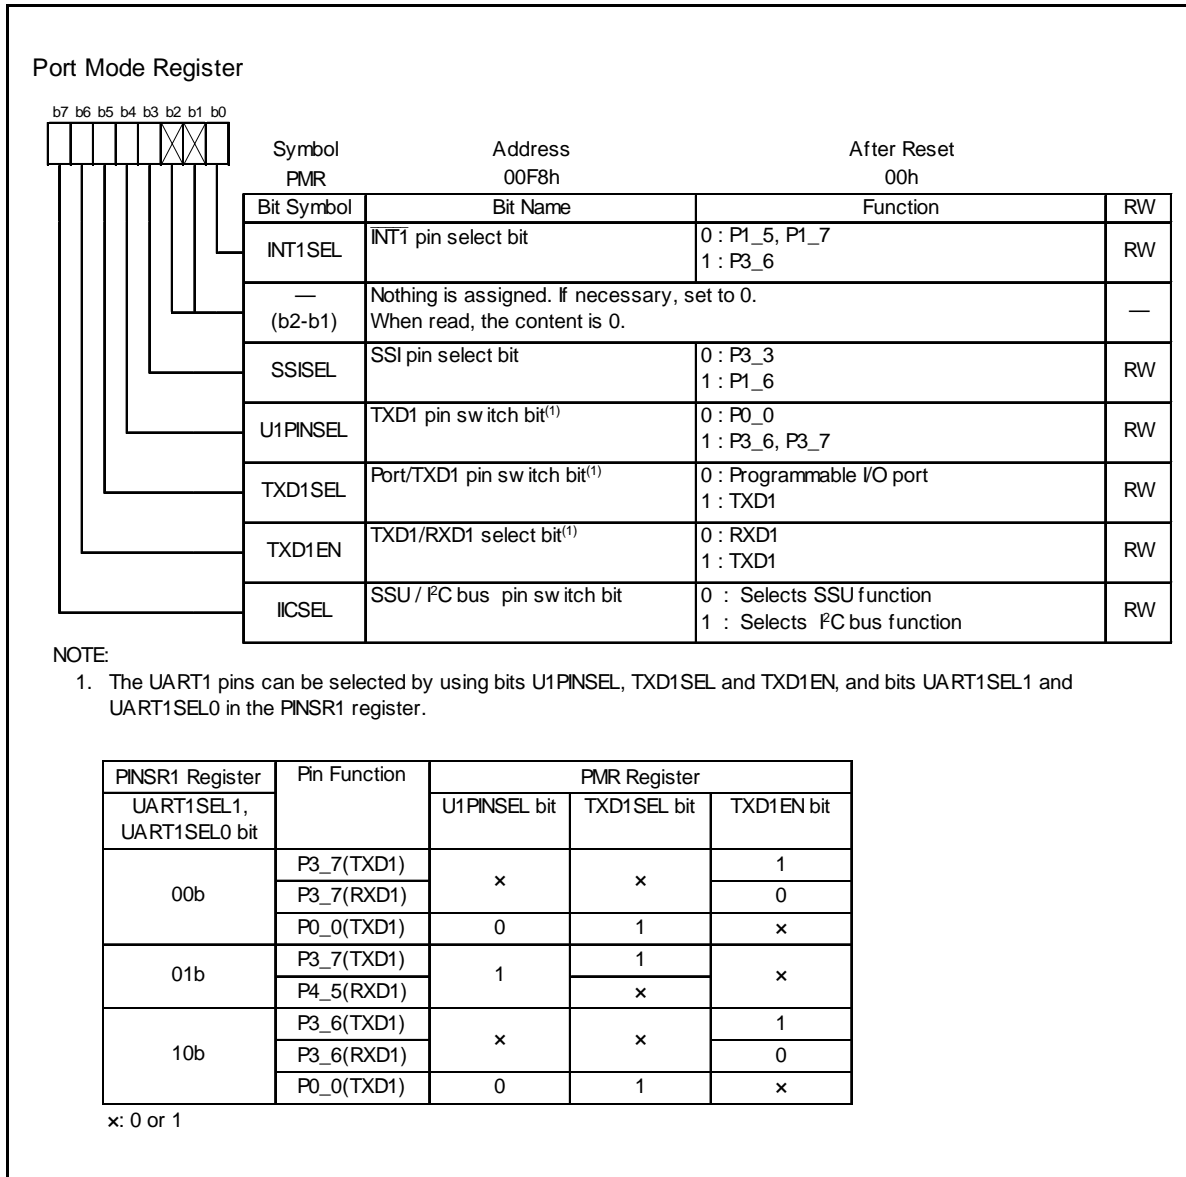 Port Mode Register
b7 b6 b5 b4 b3 b2 b1 b0
Symbol Address After Reset
PMR 00F8h 00h
Bit Symbol Bit Name Function RW
INT1SEL INT1 pin select bit 0 : P1_5, P1_7 RW
1 : P3_6
— Nothing is assigned. If necessary, set to 0. —
(b2-b1) When read, the content is 0.
SSISEL SSI pin select bit 0 : P3_3 RW
1 : P1_6
U1PINSEL TXD1 pin switch bit(1) 0 : P0_0 RW
1 : P3_6, P3_7
TXD1SEL Port/TXD1 pin switch bit(1) 0 : Programmable I/O port RW
1 : TXD1
TXD1EN TXD1/RXD1 select bit(1) 0 : RXD1 RW
1 : TXD1
IICSEL SSU / I²C bus pin switch bit 0 : Selects SSU function RW
1 : Selects I²C bus function
NOTE:
1. The UART1 pins can be selected by using bits U1PINSEL, TXD1SEL and TXD1EN, and bits UART1SEL1 and
UART1SEL0 in the PINSR1 register.
PINSR1 Register Pin Function PMR Register
UART1SEL1, U1PINSEL bit TXD1SEL bit TXD1EN bit
UART1SEL0 bit
00b P3_7(TXD1) × × 1
P3_7(RXD1) 0
P0_0(TXD1) 0 1 ×
01b P3_7(TXD1) 1 1 ×
P4_5(RXD1) ×
10b P3_6(TXD1) × × 1
P3_6(RXD1) 0
P0_0(TXD1) 0 1 ×
×: 0 or 1